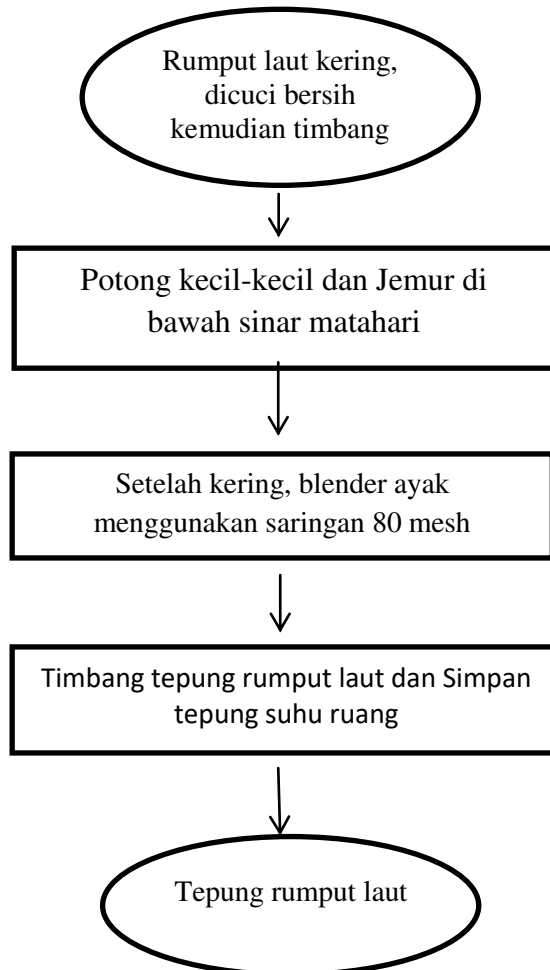 Rumput laut kering,
dicuci bersih
kemudian timbang
Potong kecil-kecil dan Jemur di
bawah sinar matahari
Setelah kering, blender ayak
menggunakan saringan 80 mesh
Timbang tepung rumput laut dan Simpan
tepung suhu ruang
Tepung rumput laut